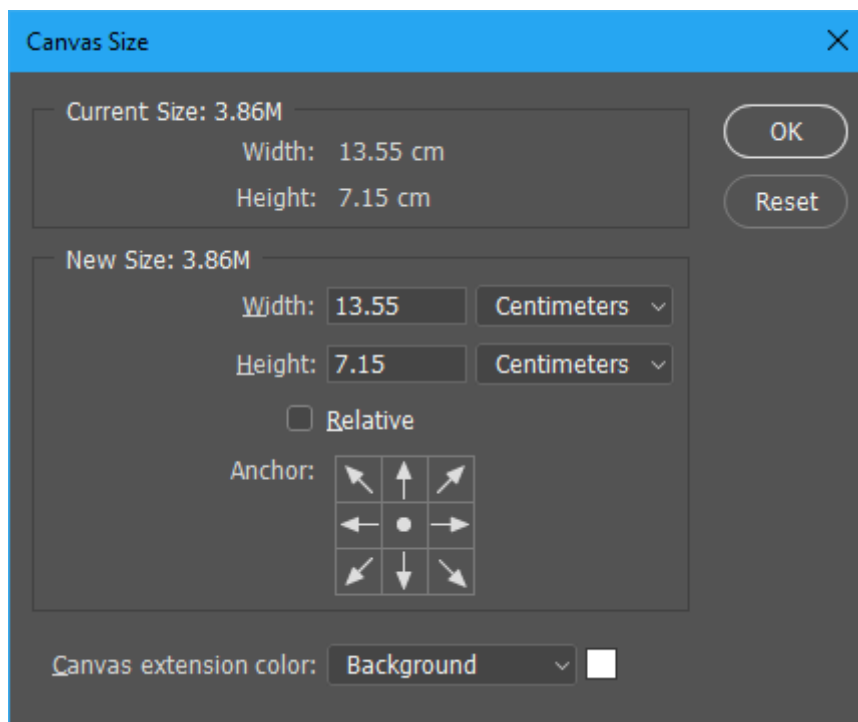 Canvas Size
Current Size: 3.86M
OK
Width: 13.55 cm
Height: 7.15 cm
Reset
New Size: 3.86M
Width: 13.55 Centimeters
Height: 7.15 Centimeters
Relative
Anchor:
Canvas extension color: Background